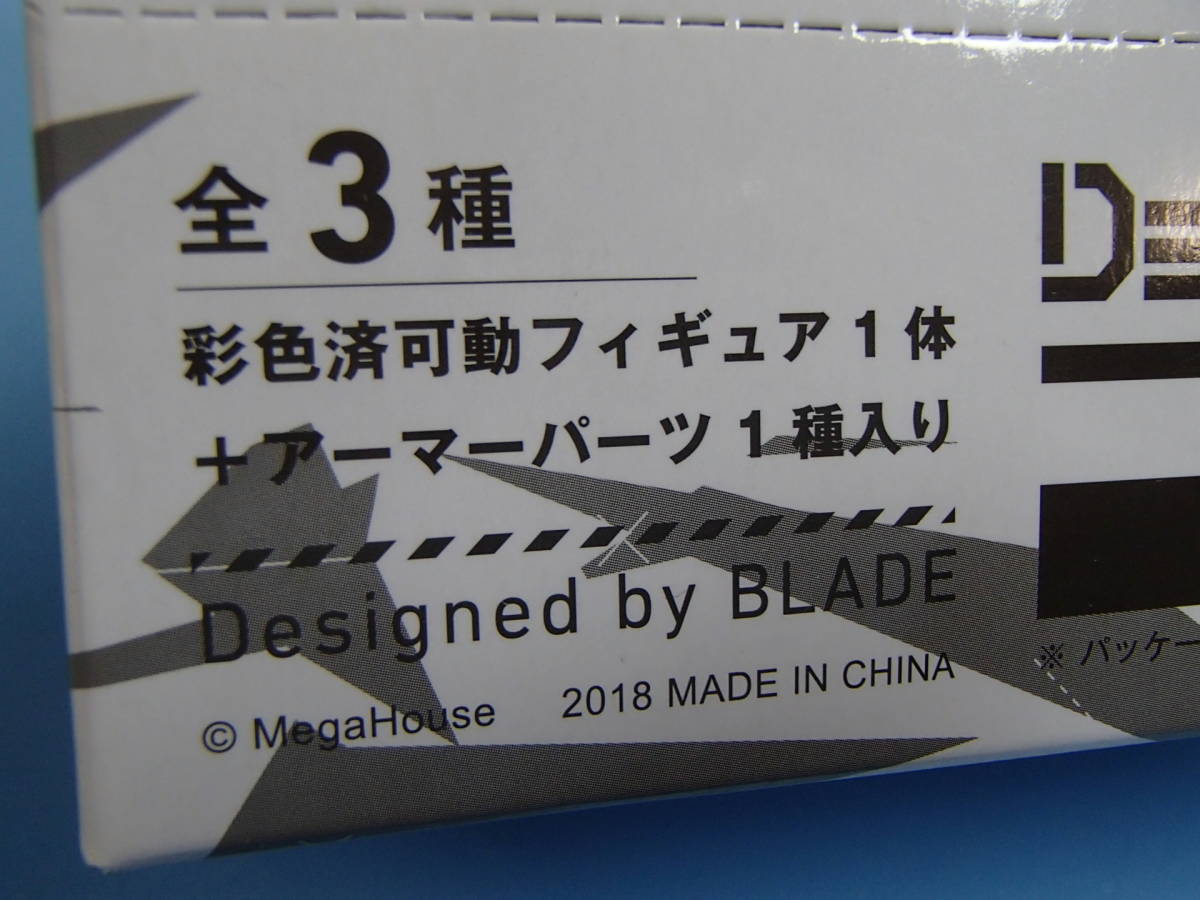 全3種
彩色済可動フィギュア1体
+アーマーパーツ1種入り
Designed by BLADE
© MegaHouse 2018 MADE IN CHINA
※ パッケー